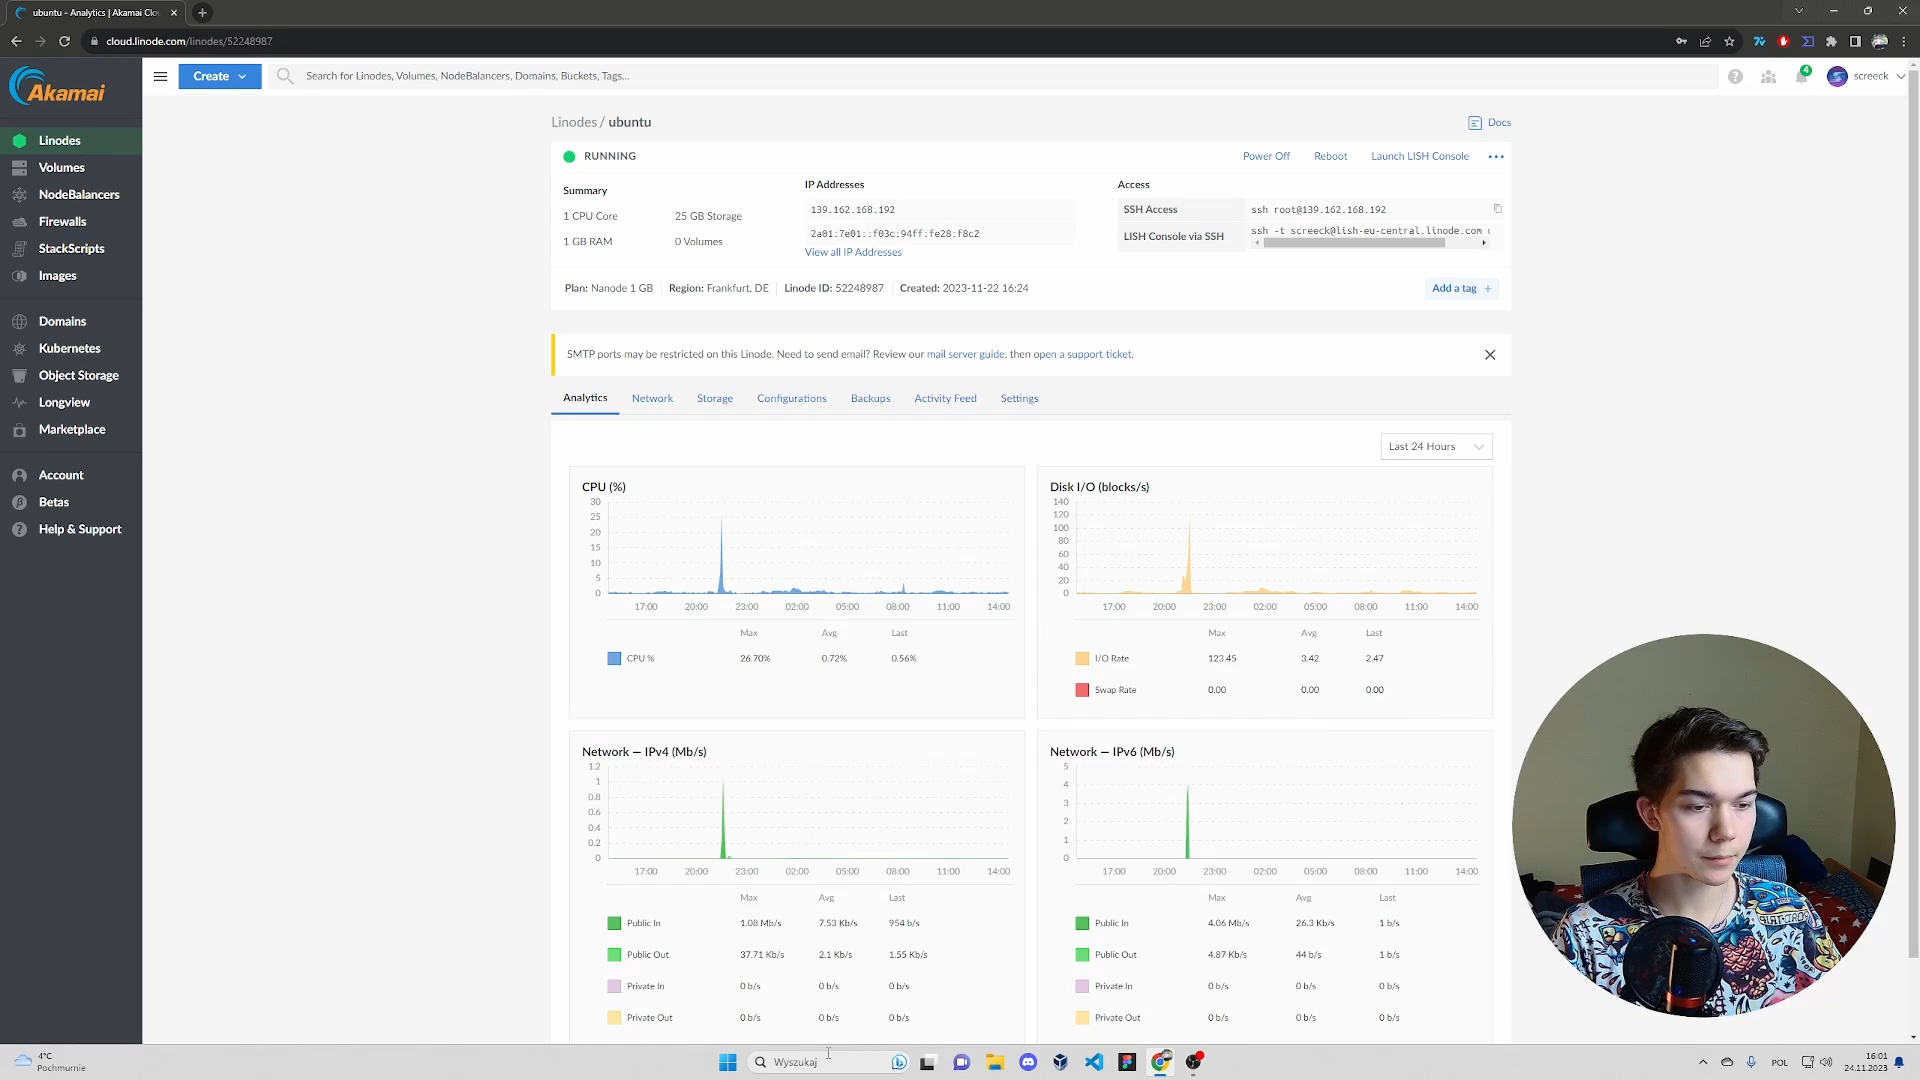 ubuntu - Analytics | Akamai Clo
cloud.linode.com/linodes/52248987
Akamai
Create
Search for Linodes, Volumes, NodeBalancers, Domains, Buckets, Tags...
4
screeck
Linodes
Volumes
NodeBalancers
Firewalls
StackScripts
Images
Domains
Kubernetes
Object Storage
Longview
Marketplace
Account
Betas
Help & Support
Linodes / ubuntu
Docs
RUNNING
Power Off
Reboot
Launch LISH Console
Summary
1 CPU Core
25 GB Storage
1 GB RAM
0 Volumes
IP Addresses
139.162.168.192
2a01:7e01::f03c:94ff:fe28:f8c2
View all IP Addresses
Access
SSH Access
ssh root@139.162.168.192
LISH Console via SSH
ssh -t screeck@lish-eu-central.linode.com u
Plan: Nanode 1 GB
Region: Frankfurt, DE
Linode ID: 52248987
Created: 2023-11-22 16:24
Add a tag +
SMTP ports may be restricted on this Linode. Need to send email? Review our mail server guide, then open a support ticket.
Analytics
Network
Storage
Configurations
Backups
Activity Feed
Settings
Last 24 Hours
CPU (%)
30
25
20
15
10
5
0
17:00 20:00 23:00 02:00 05:00 08:00 11:00 14:00
Max Avg Last
CPU % 26.70% 0.72% 0.56%
Disk I/O (blocks/s)
140
120
100
80
60
40
20
0
17:00 20:00 23:00 02:00 05:00 08:00 11:00 14:00
Max Avg Last
I/O Rate 123.45 3.42 2.47
Swap Rate 0.00 0.00 0.00
Network — IPv4 (Mb/s)
1.2
1
0.8
0.6
0.4
0.2
0
17:00 20:00 23:00 02:00 05:00 08:00 11:00 14:00
Max Avg Last
Public In 1.08 Mb/s 7.53 Kb/s 954 b/s
Public Out 37.71 Kb/s 2.1 Kb/s 1.55 Kb/s
Private In 0 b/s 0 b/s 0 b/s
Private Out 0 b/s 0 b/s 0 b/s
Network — IPv6 (Mb/s)
5
4
3
2
1
0
17:00 20:00 23:00 02:00 05:00 08:00 11:00 14:00
Max Avg Last
Public In 4.06 Mb/s 26.3 Kb/s 1 b/s
Public Out 4.87 Kb/s 44 b/s 1 b/s
Private In 0 b/s 0 b/s 0 b/s
Private Out 0 b/s 0 b/s 0 b/s
4°C
Pochmurnie
Wyszukaj
POL
16:01
24.11.2023